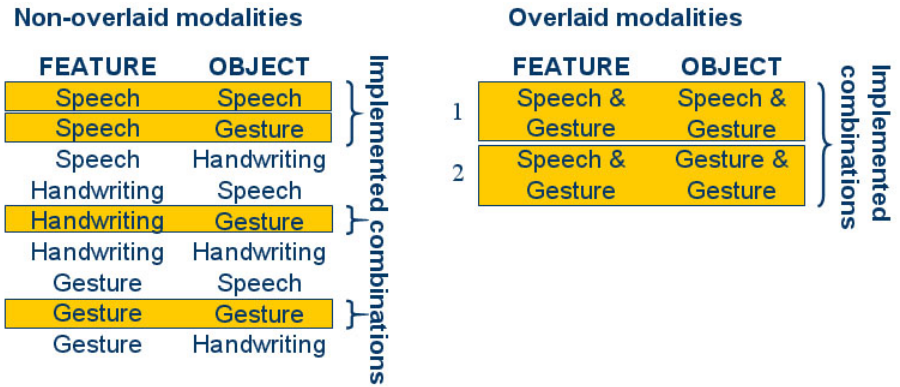 Non-overlaid modalities
FEATURE OBJECT
Speech Speech
Speech Gesture
Speech Handwriting
Handwriting Speech
Handwriting Gesture
Handwriting Handwriting
Gesture Speech
Gesture Gesture
Gesture Handwriting
Implemented combinations
Overlaid modalities
FEATURE OBJECT
1 Speech & Speech &
Gesture Gesture
2 Speech & Gesture &
Gesture Gesture
Implemented
combinations